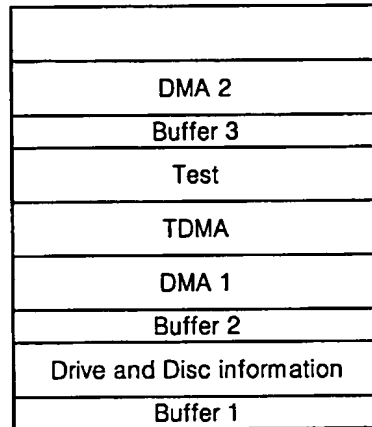 DMA 2
Buffer 3
Test
TDMA
DMA 1
Buffer 2
Drive and Disc information
Buffer 1